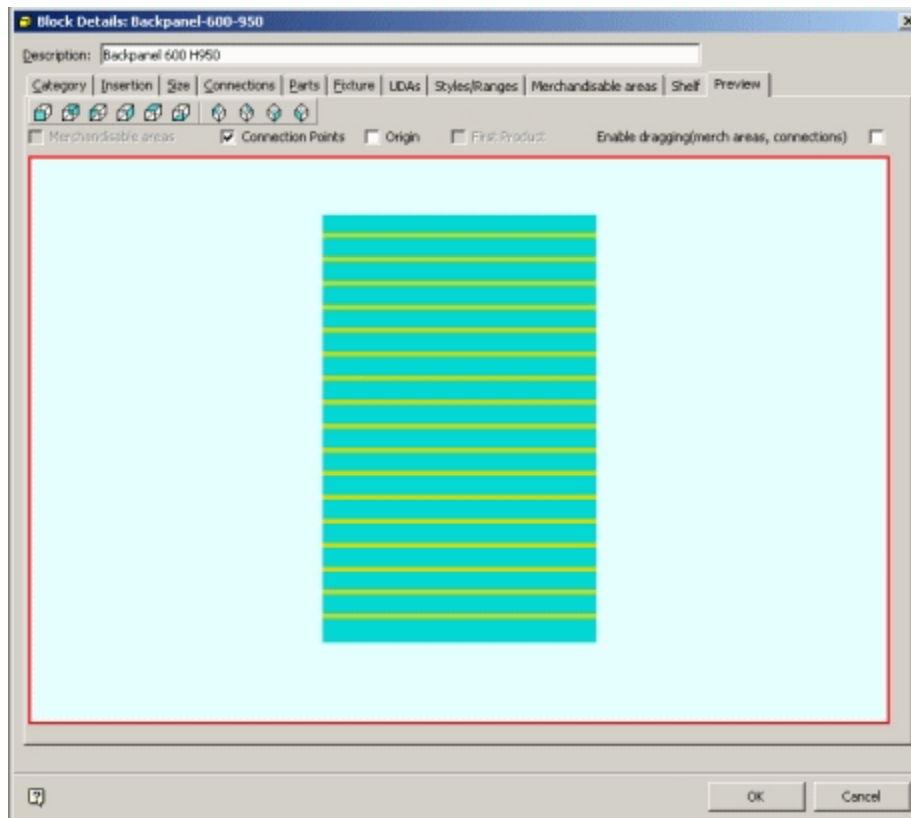 Block Details: Backpanel-600-950
Description: Backpanel 600 H950
Category Insertion Size Connections Parts Fixture UDAs Styles/Ranges Merchandisable areas Shelf Preview
Merchandisable areas Connection Points Origin First Product Enable dragging(merch areas, connections)
OK Cancel